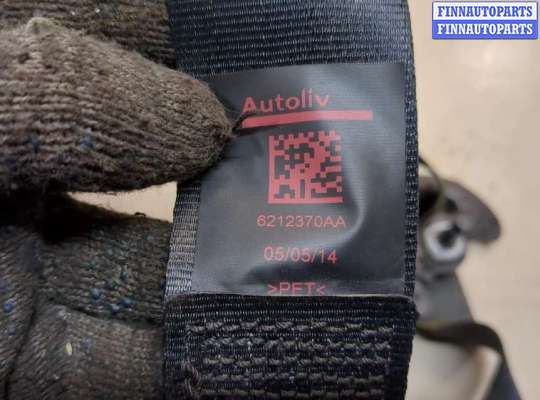 FINNAUTOPARTS
FINNAUTOPARTS
Autoliv
6212370AA
05/05/14
>PET<